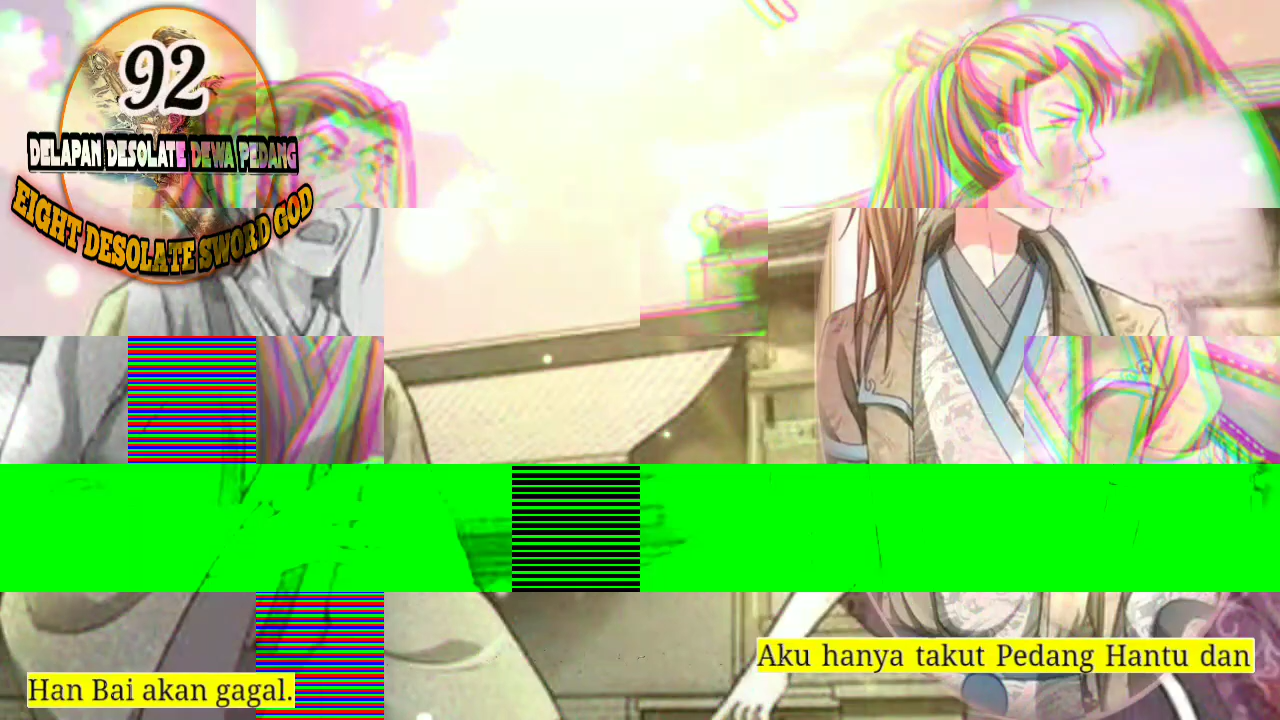 92
DELAPAN DESOLATE DEWA PEDANG
EIGHT DESOLATE SWORD GOD
Aku hanya takut Pedang Hantu dan
Han Bai akan gagal.